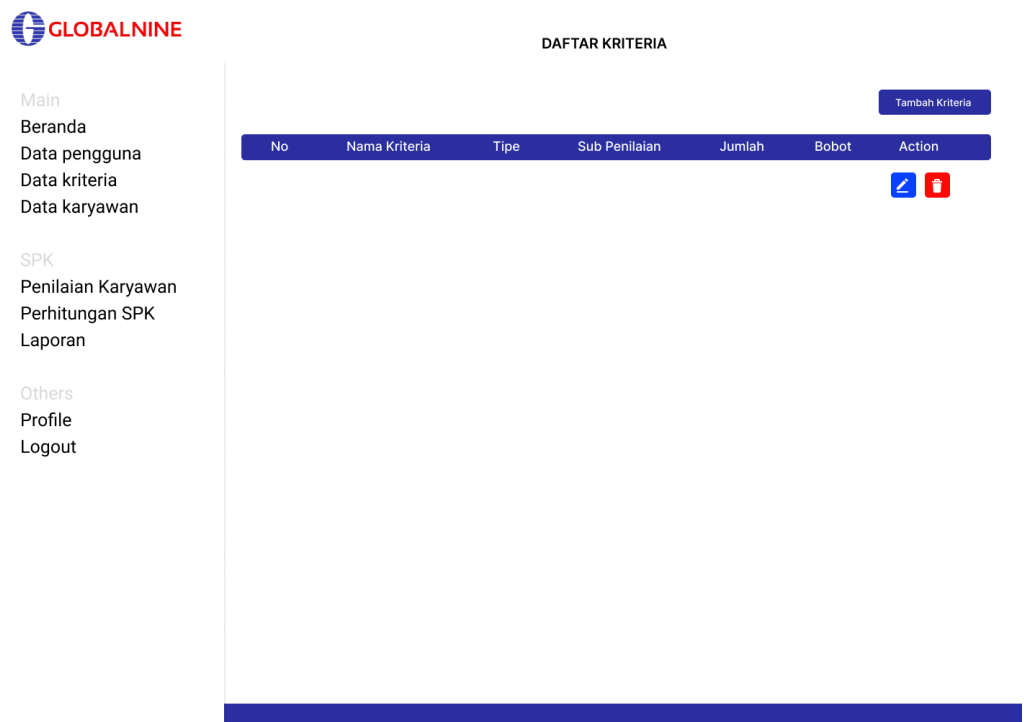 GLOBALNINE
DAFTAR KRITERIA
Main
Beranda
Data pengguna
Data kriteria
Data karyawan
SPK
Penilaian Karyawan
Perhitungan SPK
Laporan
Others
Profile
Logout
Tambah Kriteria
No Nama Kriteria Tipe Sub Penilaian Jumlah Bobot Action